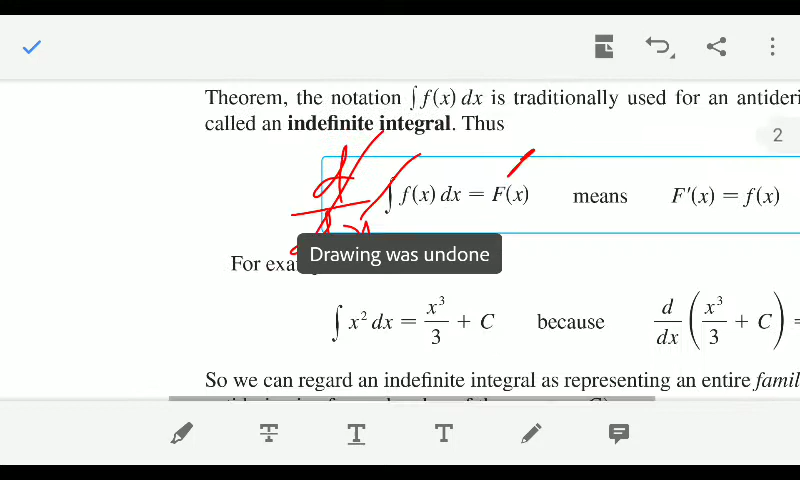 Theorem, the notation ∫ f(x) dx is traditionally used for an antideri
called an indefinite integral. Thus
2
d/dx ∫ f(x) dx = F(x) means F′(x) = f(x)
Drawing was undone
For exa
∫ x² dx = x³/3 + C because d/dx (x³/3 + C) =
So we can regard an indefinite integral as representing an entire famil
T T